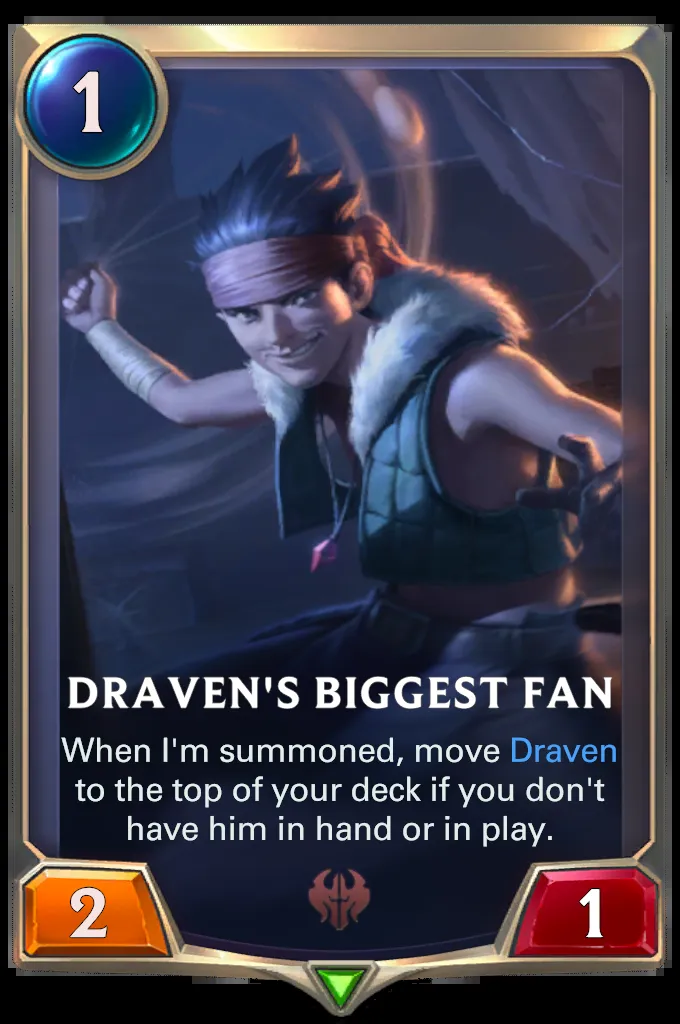 1
DRAVEN'S BIGGEST FAN
When I'm summoned, move Draven
to the top of your deck if you don't
have him in hand or in play.
2
1